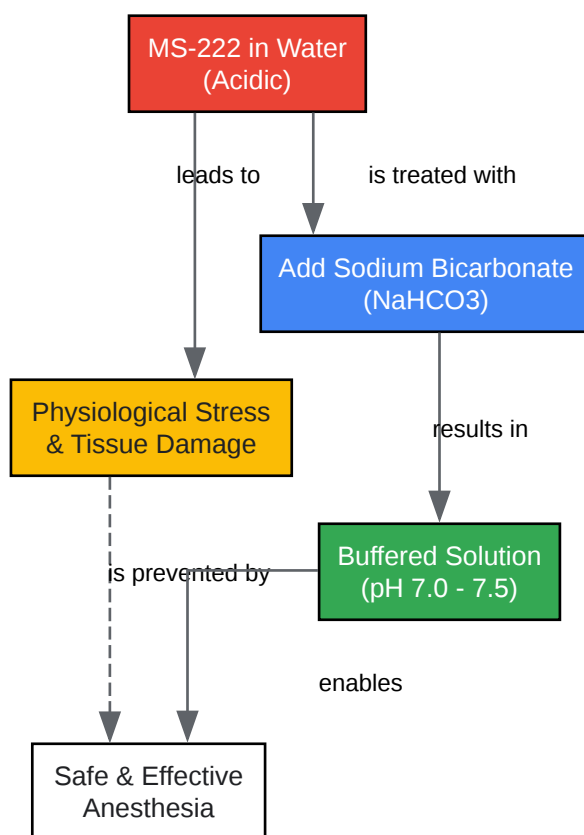 MS-222 in Water
(Acidic)
leads to
is treated with
Add Sodium Bicarbonate
(NaHCO3)
Physiological Stress
& Tissue Damage
results in
Buffered Solution
(pH 7.0 - 7.5)
is prevented by
enables
Safe & Effective
Anesthesia